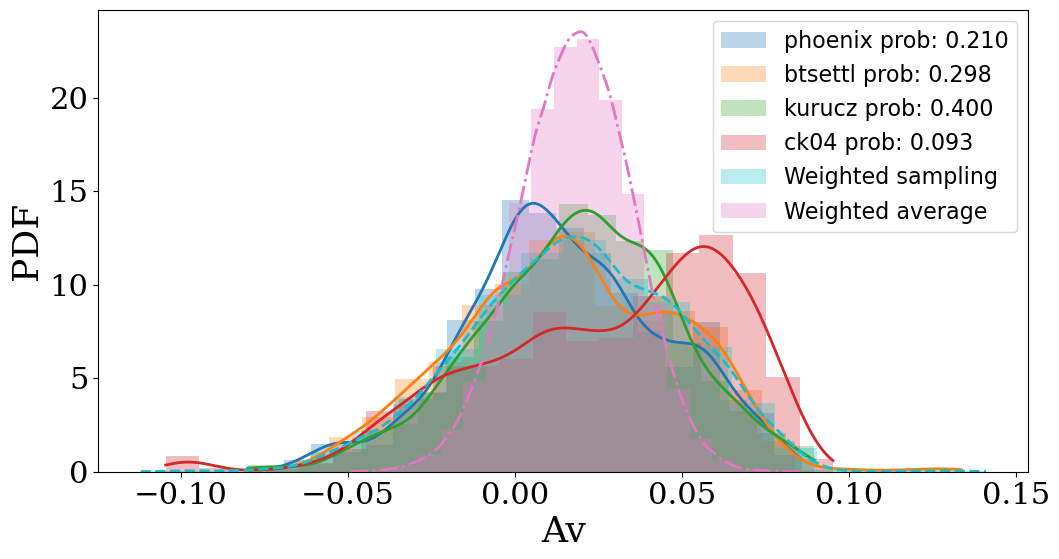 phoenix prob: 0.210
btsettl prob: 0.298
kurucz prob: 0.400
ck04 prob: 0.093
Weighted sampling
Weighted average
PDF
20
15
10
5
0
−0.10 −0.05 0.00 0.05 0.10 0.15
Av